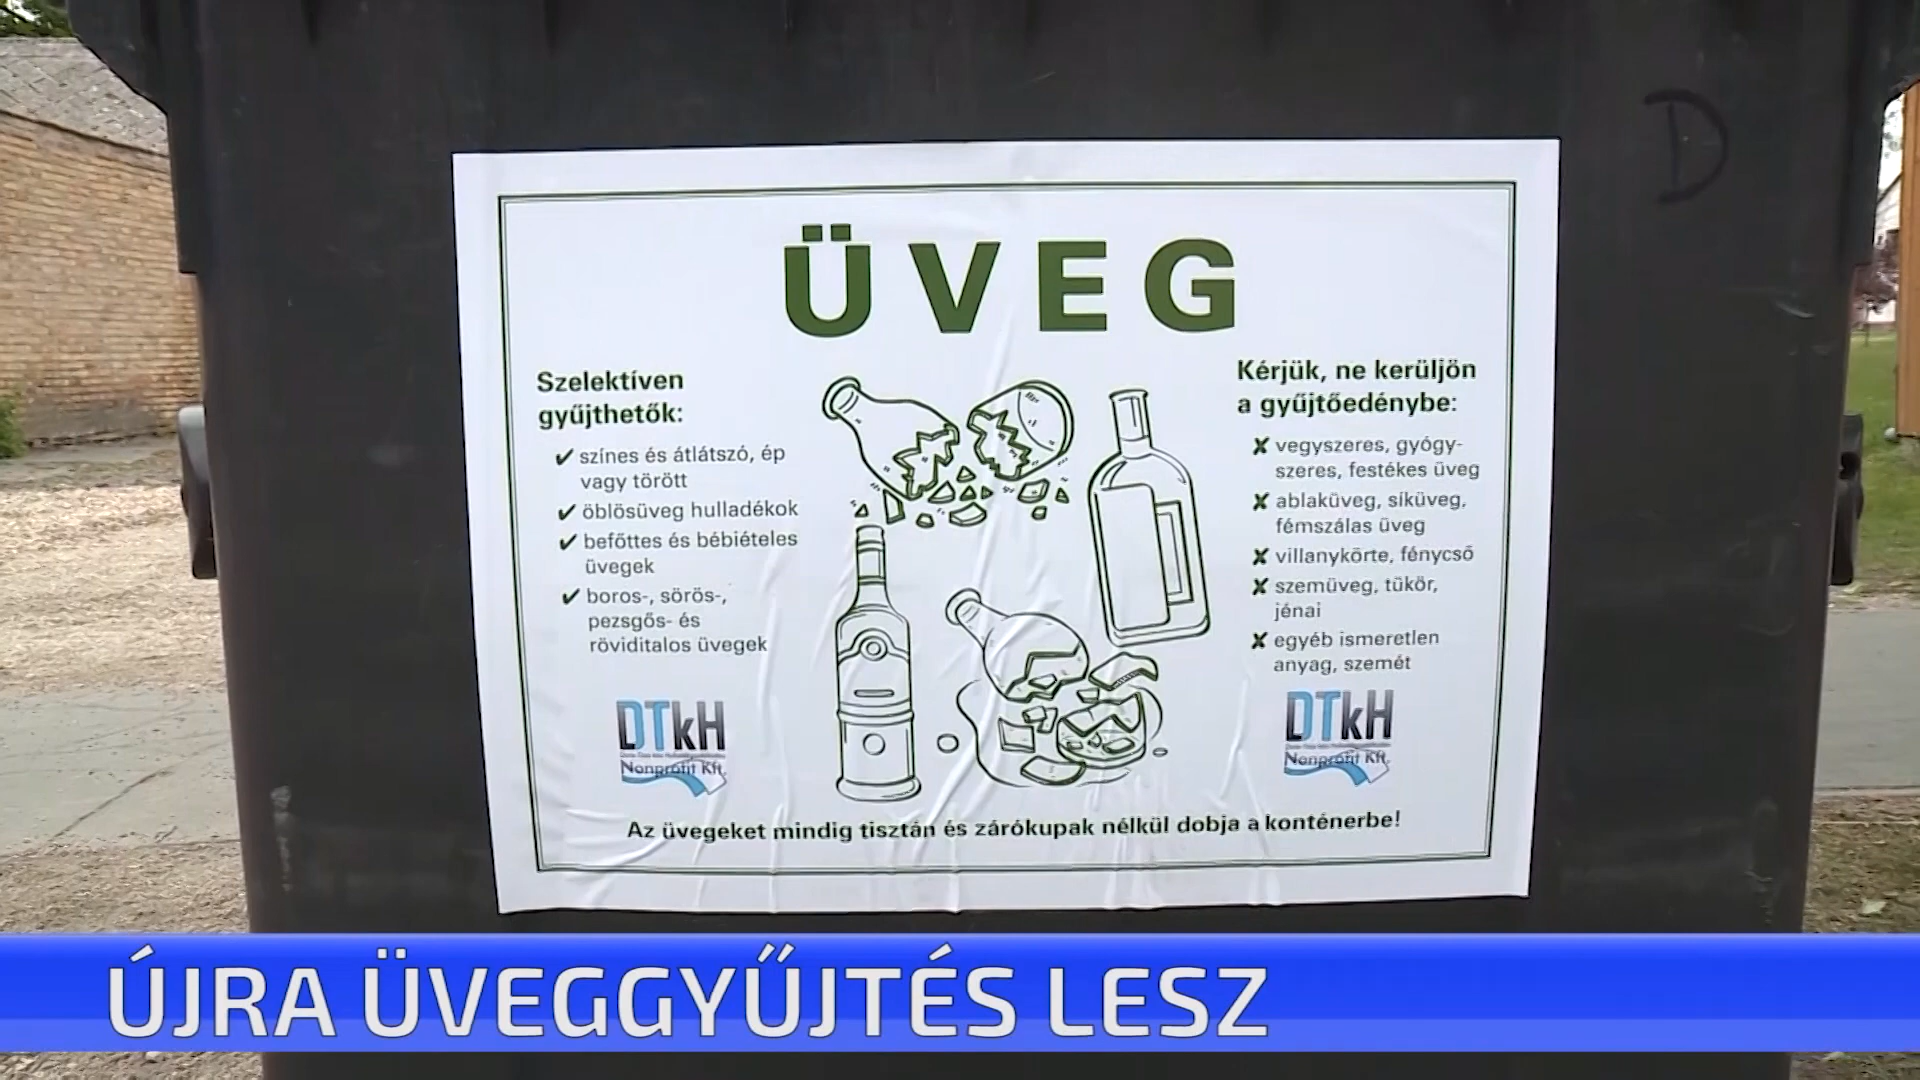 D
ÜVEG
Szelektíven
gyűjthetők:
✔ színes és átlátszó, ép
vagy törött
✔ öblösüveg hulladékok
✔ befőttes és bébiételes
üvegek
✔ boros-, sörös-,
pezsgős- és
röviditalos üvegek
Kérjük, ne kerüljön
a gyűjtőedénybe:
✘ vegyszeres, gyógy-
szeres, festékes üveg
✘ ablaküveg, síküveg,
fémszálas üveg
✘ villanykörte, fénycső
✘ szemüveg, tükör,
jénai
✘ egyéb ismeretlen
anyag, szemét
DTkH
Nonprofit Kft.
DTkH
Nonprofit Kft.
Az üvegeket mindig tisztán és zárókupak nélkül dobja a konténerbe!
ÚJRA ÜVEGGYŰJTÉS LESZ